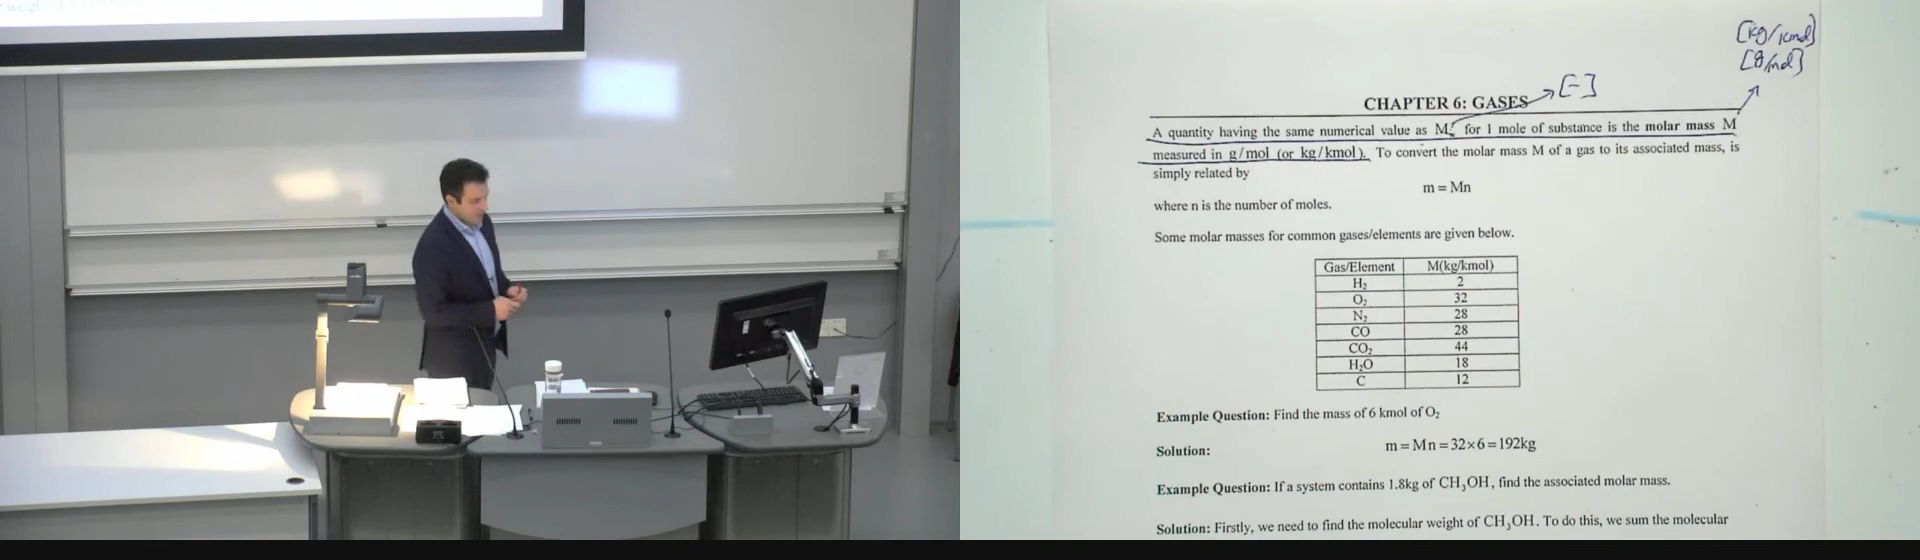 [kg/kmol]
[g/mol]
[-]
CHAPTER 6: GASES
A quantity having the same numerical value as M for 1 mole of substance is the molar mass M
measured in g/mol (or kg/kmol). To convert the molar mass M of a gas to its associated mass, is
simply related by
m = Mn
where n is the number of moles.
Some molar masses for common gases/elements are given below.
Gas/Element M(kg/kmol)
H₂ 2
O₂ 32
N₂ 28
CO 28
CO₂ 44
H₂O 18
C 12
Example Question: Find the mass of 6 kmol of O₂
Solution: m = Mn = 32×6 = 192kg
Example Question: If a system contains 1.8kg of CH₃OH, find the associated molar mass.
Solution: Firstly, we need to find the molecular weight of CH₃OH. To do this, we sum the molecular